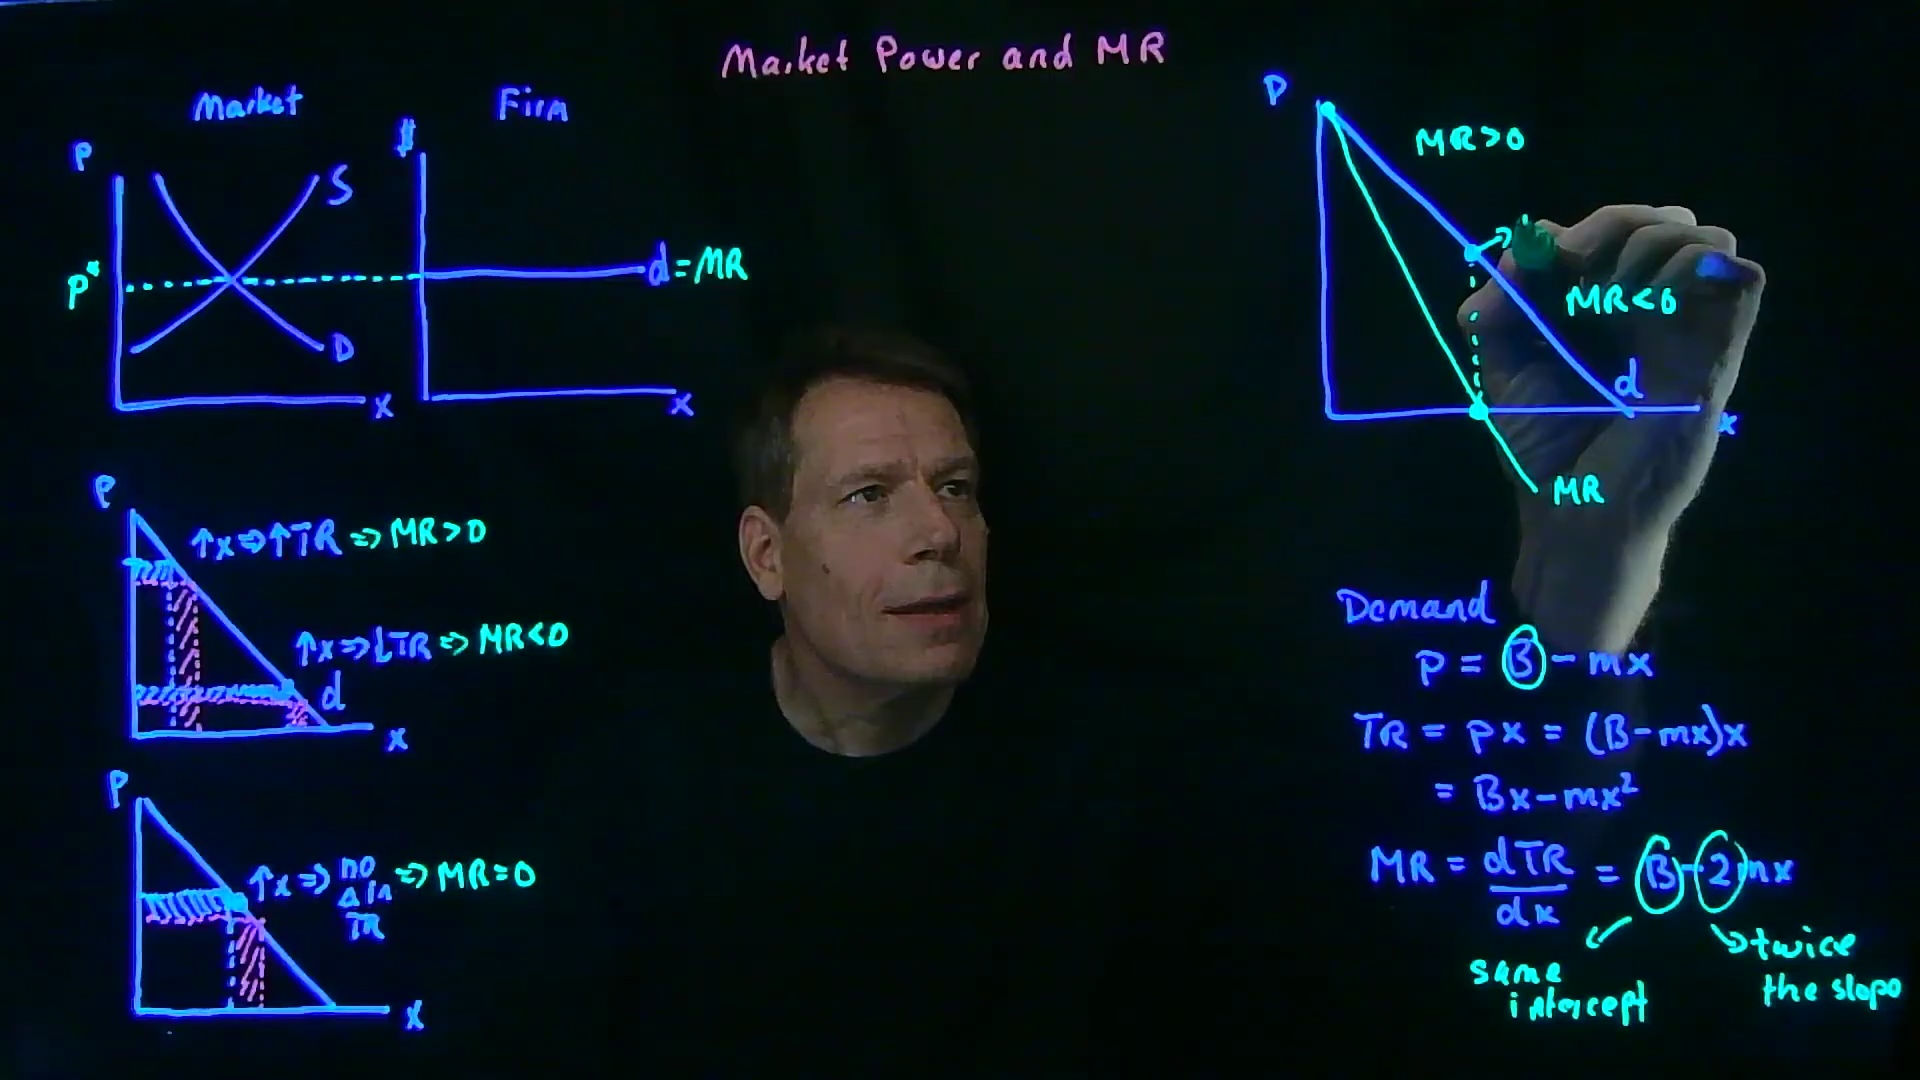 Market Power and MR
Market
Firm
P
$
S
P*
d = MR
D
x
x
P
↑x ⇒ ↑TR ⇒ MR > 0
↑x ⇒ ↓TR ⇒ MR < 0
d
x
P
↑x ⇒ no Δ in TR ⇒ MR = 0
x
P
MR > 0
MR < 0
d
x
MR
Demand
P = B - mx
TR = Px = (B - mx)x
= Bx - mx²
MR = dTR/dx = B - 2mx
same
intercept
twice
the slope